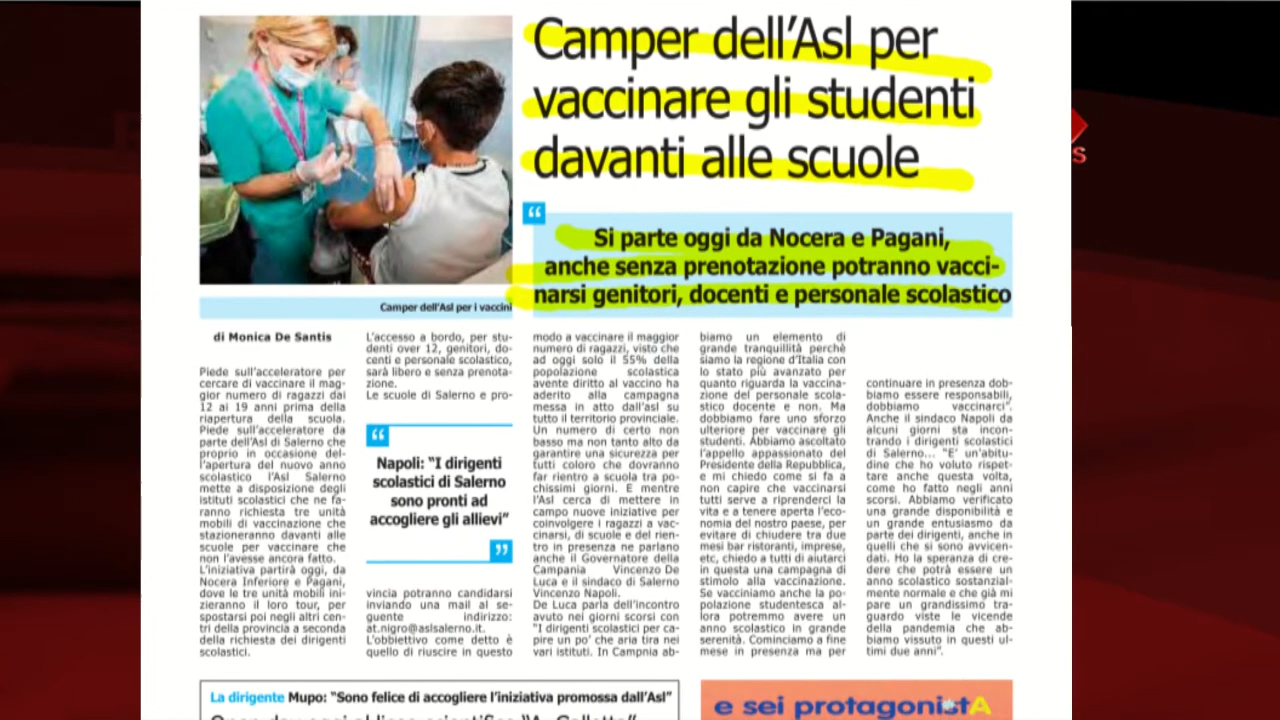 Camper dell'Asl per
vaccinare gli studenti
davanti alle scuole
“
Si parte oggi da Nocera e Pagani,
anche senza prenotazione potranno vacci-
narsi genitori, docenti e personale scolastico
Camper dell'Asl per i vaccini
di Monica De Santis
Piede sull'acceleratore per
cercare di vaccinare il mag-
gior numero di ragazzi dai
12 ai 19 anni prima della
riapertura della scuola.
Piede sull'acceleratore da
parte dell'Asl di Salerno che
proprio in occasione del-
l'apertura del nuovo anno
scolastico l'Asl Salerno
mette a disposizione degli
istituti scolastici che ne fa-
ranno richiesta tre unità
mobili di vaccinazione che
stazioneranno davanti alle
scuole per vaccinare che
non l'avesse ancora fatto.
L'iniziativa partirà oggi, da
Nocera Inferiore e Pagani,
dove le tre unità mobili ini-
zieranno il loro tour, per
spostarsi poi negli altri cen-
tri della provincia a seconda
della richiesta dei dirigenti
scolastici.
L'accesso a bordo, per stu-
denti over 12, genitori, do-
centi e personale scolastico,
sarà libero e senza prenota-
zione.
Le scuole di Salerno e pro-
“
Napoli: “I dirigenti
scolastici di Salerno
sono pronti ad
accogliere gli allievi”
”
vincia potranno candidarsi
inviando una mail al se-
guente indirizzo:
at.nigro@aslsalerno.it.
L'obbiettivo come detto è
quello di riuscire in questo
modo a vaccinare il maggior
numero di ragazzi, visto che
ad oggi solo il 55% della
popolazione scolastica
avente diritto al vaccino ha
aderito alla campagna
messa in atto dall'asl su
tutto il territorio provinciale.
Un numero di certo non
basso ma non tanto alto da
garantire una sicurezza per
tutti coloro che dovranno
far rientro a scuola tra po-
chissimi giorni. E mentre
l'Asl cerca di mettere in
campo nuove iniziative per
coinvolgere i ragazzi a vac-
cinarsi, di scuole e del rien-
tro in presenza ne parlano
anche il Governatore della
Campania Vincenzo De
Luca e il sindaco di Salerno
Vincenzo Napoli.
De Luca parla dell'incontro
avuto nei giorni scorsi con
“I dirigenti scolastici per ca-
pire un po' che aria tira nei
vari istituti. In Campnia ab-
biamo un elemento di
grande tranquillità perchè
siamo la regione d'Italia con
lo stato più avanzato per
quanto riguarda la vaccina-
zione del personale scola-
stico docente e non. Ma
dobbiamo fare uno sforzo
ulteriore per vaccinare gli
studenti. Abbiamo ascoltato
l'appello appassionato del
Presidente della Repubblica,
e mi chiedo come si fa a
non capire che vaccinarsi
tutti serve a riprenderci la
vita e a tenere aperta l'eco-
nomia del nostro paese, per
evitare di chiudere tra due
mesi bar ristoranti, imprese,
etc, chiedo a tutti di aiutarci
in questa una campagna di
stimolo alla vaccinazione.
Se vacciniamo anche la po-
polazione studentesca al-
lora potremmo avere un
anno scolastico in grande
serenità. Cominciamo a fine
mese in presenza ma per
continuare in presenza dob-
biamo essere responsabili,
dobbiamo vaccinarci”.
Anche il sindaco Napoli da
alcuni giorni sta incon-
trando i dirigenti scolastici
di Salerno... “E' un'abitu-
dine che ho voluto rispet-
tare anche questa volta,
come ho fatto negli anni
scorsi. Abbiamo verificato
una grande disponibilità e
un grande entusiasmo da
parte dei dirigenti, anche in
quelli che si sono avvicen-
dati. Ho la speranza di cre-
dere che potrà essere un
anno scolastico sostanzial-
mente normale e che già mi
pare un grandissimo tra-
guardo viste le vicende
della pandemia che ab-
biamo vissuto in questi ul-
timi due anni”.
La dirigente Mupo: “Sono felice di accogliere l'iniziativa promossa dall'Asl”
e sei protagonistA